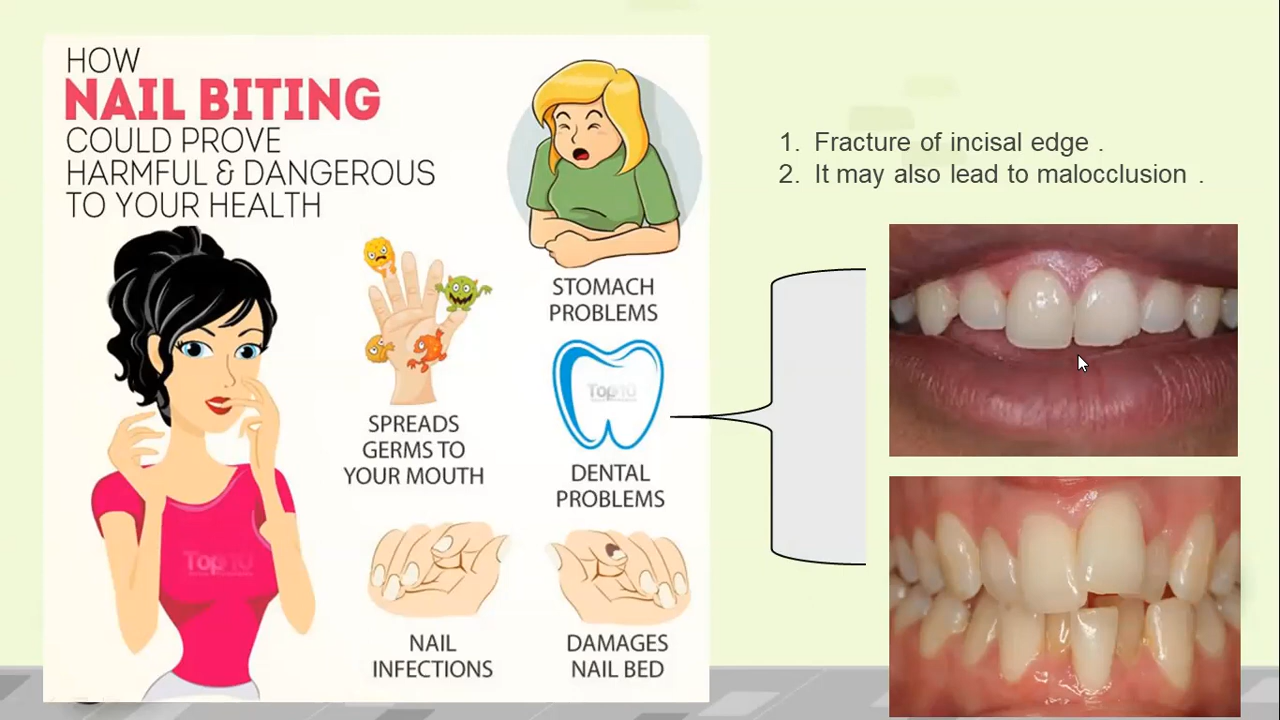 HOW
NAIL BITING
COULD PROVE
HARMFUL & DANGEROUS
TO YOUR HEALTH
STOMACH
PROBLEMS
SPREADS
GERMS TO
YOUR MOUTH
Top10
DENTAL
PROBLEMS
Top10
NAIL
INFECTIONS
DAMAGES
NAIL BED
1. Fracture of incisal edge .
2. It may also lead to malocclusion .